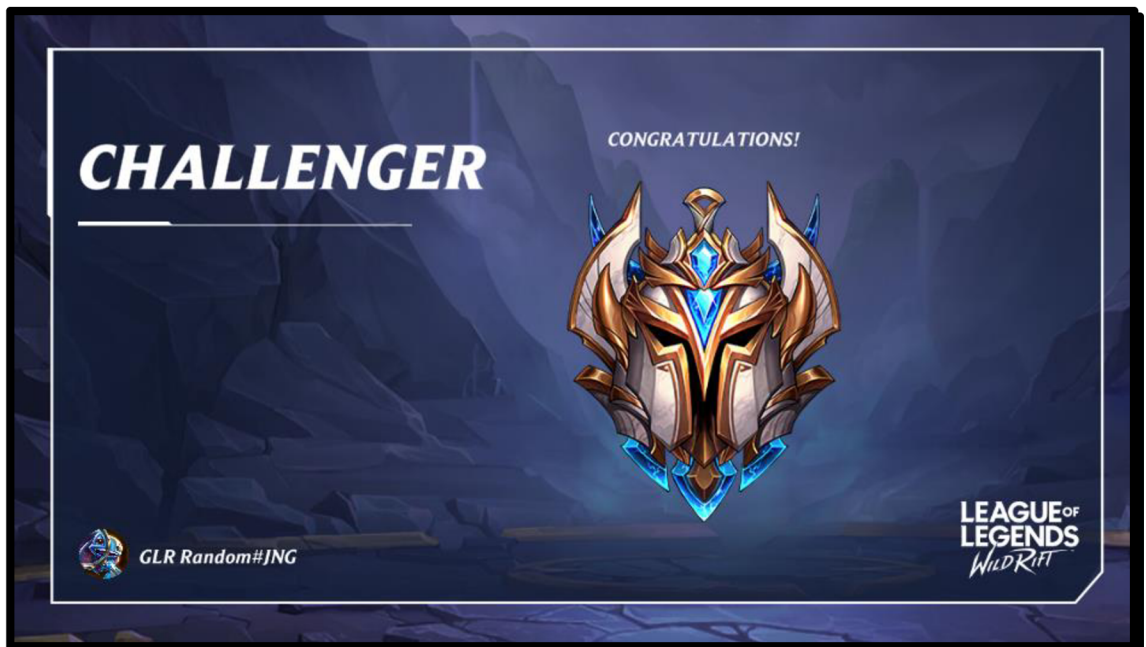 CHALLENGER
CONGRATULATIONS!
GLR Random#JNG
LEAGUE OF
LEGENDS
WILD RIFT